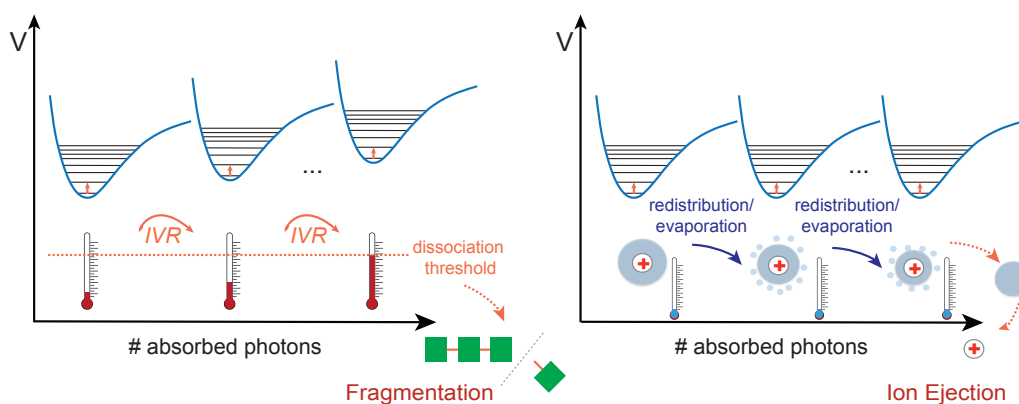 V
...
IVR
IVR
dissociation
threshold
# absorbed photons
Fragmentation
V
...
redistribution/
evaporation
redistribution/
evaporation
# absorbed photons
Ion Ejection